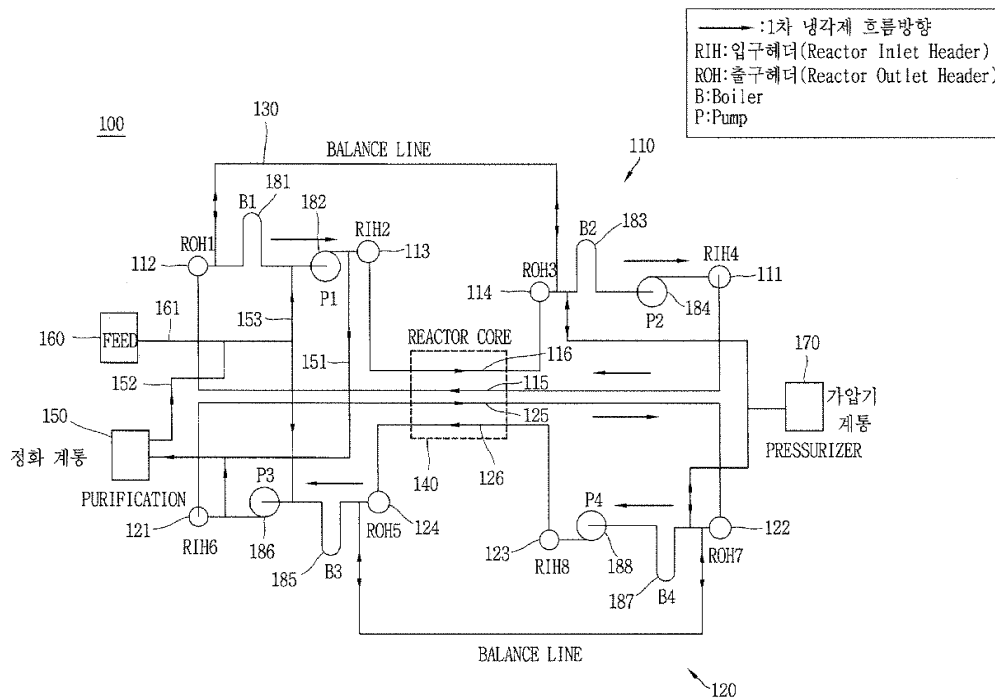 :1차 냉각제 흐름방향
RIH:입구헤더(Reactor Inlet Header)
ROH:출구헤더(Reactor Outlet Header)
B:Boiler
P:Pump
100
130
BALANCE LINE
110
181
B1
182
RIH2
113
ROH1
112
P1
B2
183
RIH4
111
ROH3
114
P2
184
160
FEED
161
153
151
REACTOR CORE
116
115
152
170
가압기
계통
PRESSURIZER
150
정화 계통
PURIFICATION
125
126
140
P3
121
RIH6
186
185
B3
ROH5
124
P4
123
RIH8
188
187
B4
122
ROH7
BALANCE LINE
120